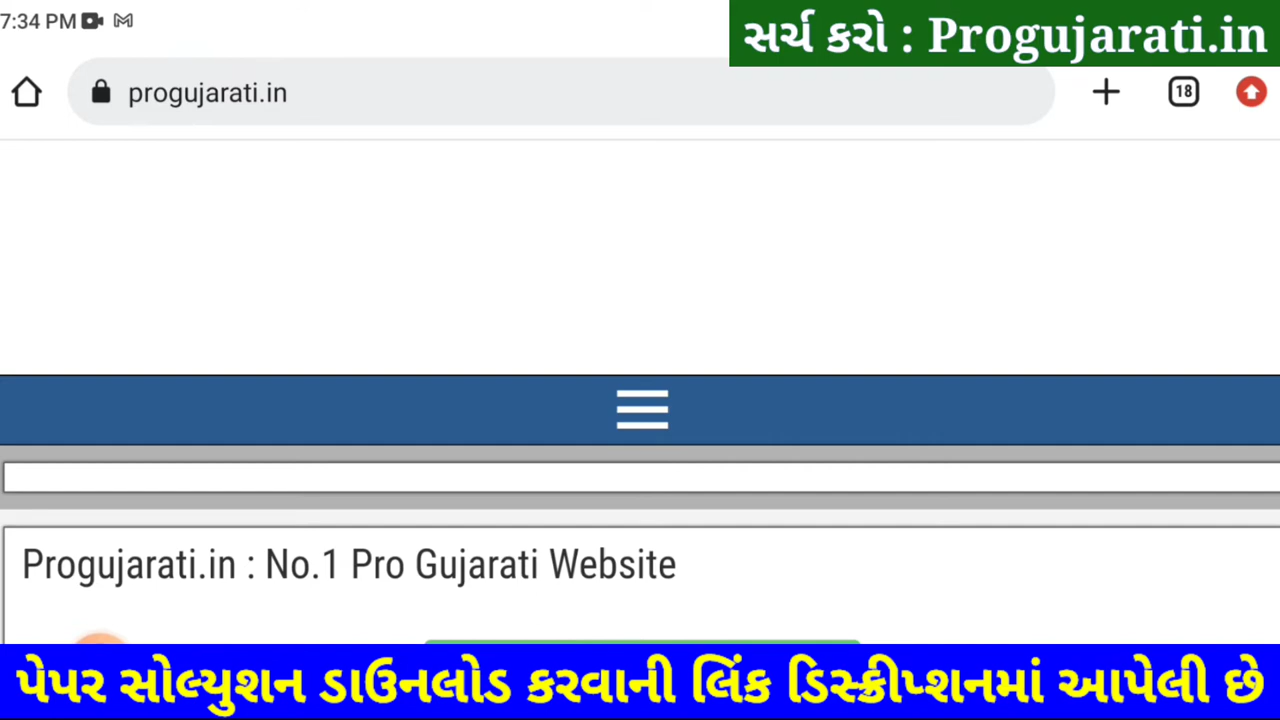 7:34 PM
સર્ચ કરો : Progujarati.in
progujarati.in
18
Progujarati.in : No.1 Pro Gujarati Website
પેપર સોલ્યુશન ડાઉનલોડ કરવાની લિંક ડિસ્ક્રીપ્શનમાં આપેલી છે